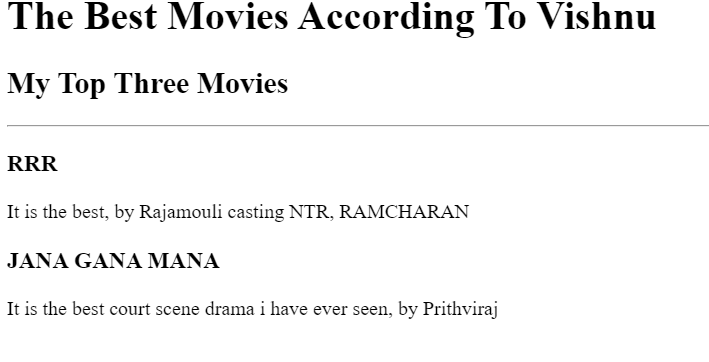 The Best Movies According To Vishnu
My Top Three Movies
RRR
It is the best, by Rajamouli casting NTR, RAMCHARAN
JANA GANA MANA
It is the best court scene drama i have ever seen, by Prithviraj